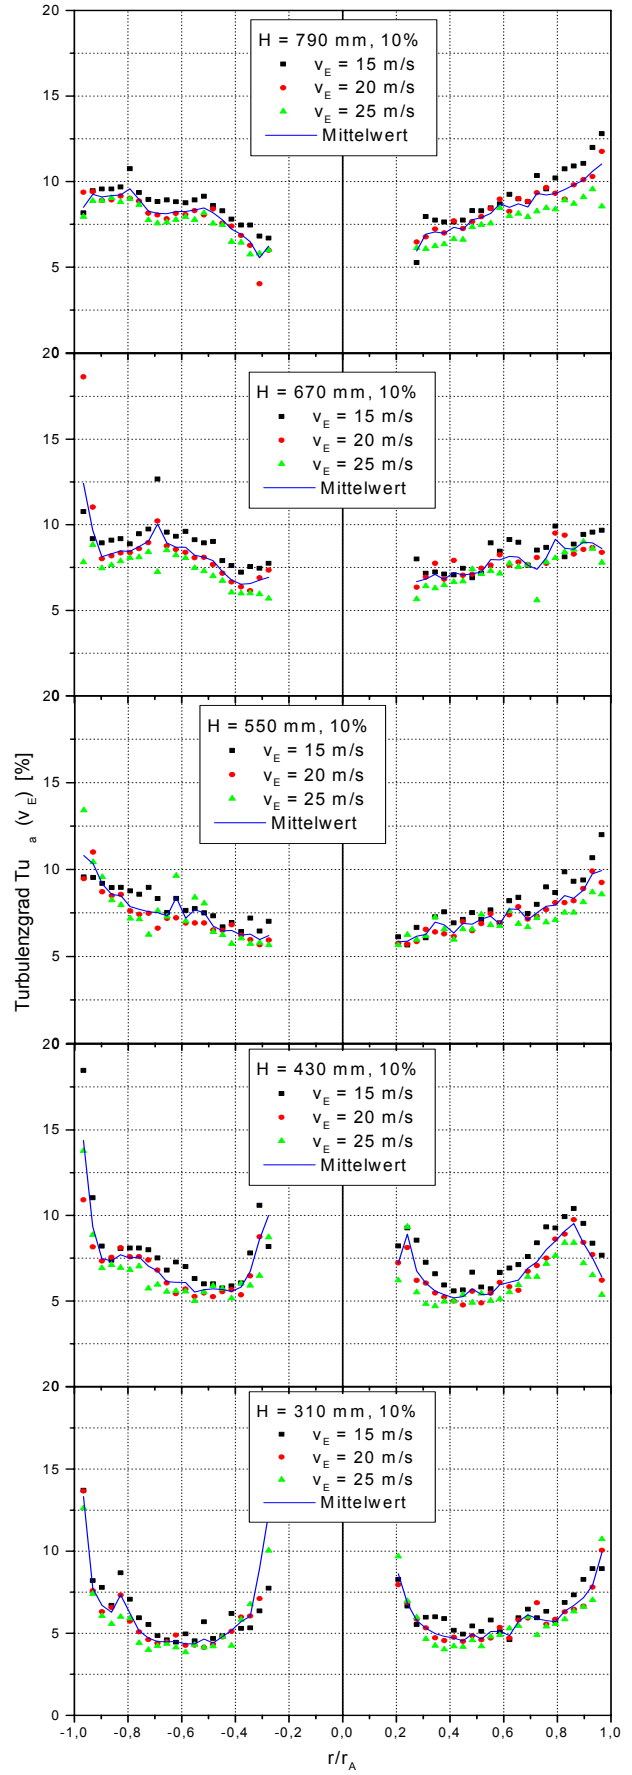 20
H = 790 mm, 10%
v_E = 15 m/s
v_E = 20 m/s
v_E = 25 m/s
Mittelwert
15
10
5
20
H = 670 mm, 10%
v_E = 15 m/s
v_E = 20 m/s
v_E = 25 m/s
Mittelwert
15
10
5
20
H = 550 mm, 10%
v_E = 15 m/s
v_E = 20 m/s
v_E = 25 m/s
Mittelwert
15
10
5
20
Turbulenzgrad Tu_a (v_E) [%]
H = 430 mm, 10%
v_E = 15 m/s
v_E = 20 m/s
v_E = 25 m/s
Mittelwert
15
10
5
20
H = 310 mm, 10%
v_E = 15 m/s
v_E = 20 m/s
v_E = 25 m/s
Mittelwert
15
10
5
0
-1,0 -0,8 -0,6 -0,4 -0,2 0,0 0,2 0,4 0,6 0,8 1,0
r/r_A